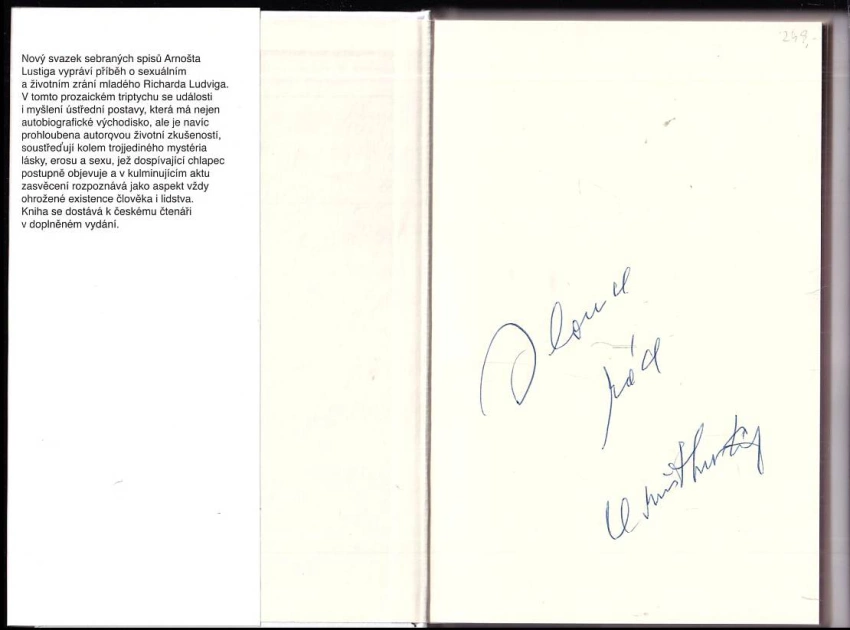 Nový svazek sebraných spisů Arnošta
Lustiga vypráví příběh o sexuálním
a životním zrání mladého Richarda Ludviga.
V tomto prozaickém triptychu se události
i myšlení ústřední postavy, která má nejen
autobiografické východisko, ale je navíc
prohloubena autorovou životní zkušeností,
soustřeďují kolem trojjediného mystéria
lásky, erosu a sexu, jež dospívající chlapec
postupně objevuje a v kulminujícím aktu
zasvěcení rozpoznává jako aspekt vždy
ohrožené existence člověka i lidstva.
Kniha se dostává k českému čtenáři
v doplněném vydání.
248,-
rád